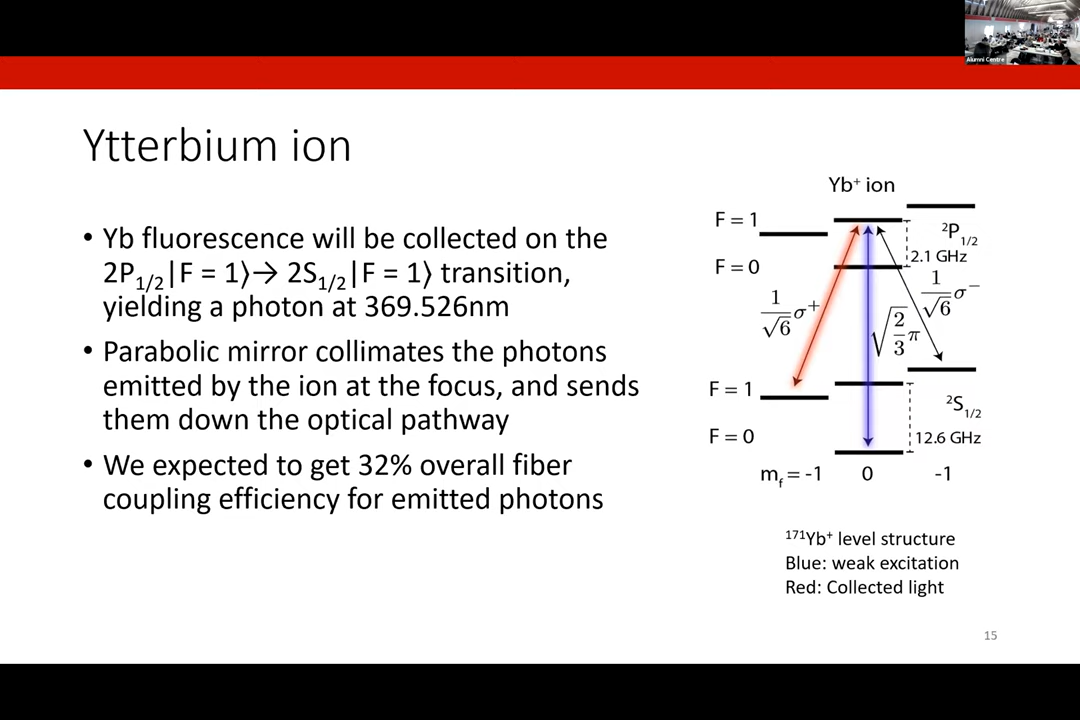 Alumni Centre
Ytterbium ion
• Yb fluorescence will be collected on the
2P1/2|F = 1⟩→ 2S1/2|F = 1⟩ transition,
yielding a photon at 369.526nm
• Parabolic mirror collimates the photons
emitted by the ion at the focus, and sends
them down the optical pathway
• We expected to get 32% overall fiber
coupling efficiency for emitted photons
Yb⁺ ion
F = 1
²P1/2
2.1 GHz
F = 0
1/√6 σ⁺
√2/3 π
1/√6 σ⁻
F = 1
²S1/2
F = 0
12.6 GHz
mf = -1 0 -1
¹⁷¹Yb⁺ level structure
Blue: weak excitation
Red: Collected light
15